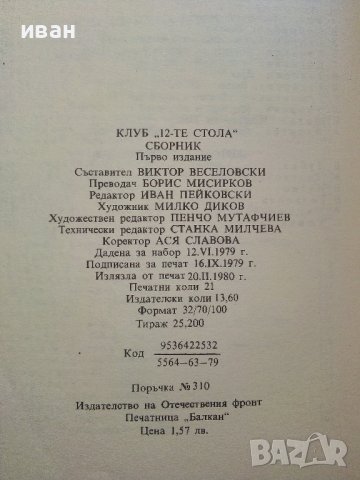 иван
КЛУБ „12-ТЕ СТОЛА“
СБОРНИК
Първо издание
Съставител ВИКТОР ВЕСЕЛОВСКИ
Преводач БОРИС МИСИРКОВ
Редактор ИВАН ПЕЙКОВСКИ
Художник МИЛКО ДИКОВ
Художествен редактор ПЕНЧО МУТАФЧИЕВ
Технически редактор СТАНКА МИЛЧЕВА
Коректор АСЯ СЛАВОВА
Дадена за набор 12.VI.1979 г.
Подписана за печат 16.IX.1979 г.
Излязла от печат 20.II.1980 г.
Печатни коли 21
Издателски коли 13,60
Формат 32/70/100
Тираж 25,200
9536422532
Код
5564-63-79
Поръчка № 310
Издателство на Отечествения фронт
Печатница „Балкан“
Цена 1,57 лв.
BAZAR